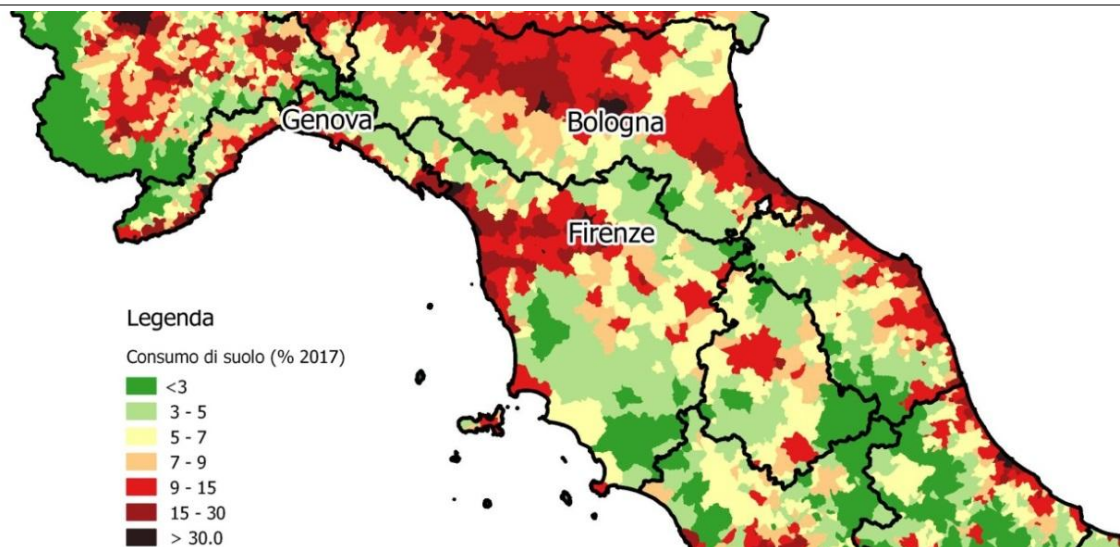 Genova
Bologna
Firenze
Legenda
Consumo di suolo (% 2017)
<3
3 - 5
5 - 7
7 - 9
9 - 15
15 - 30
> 30.0